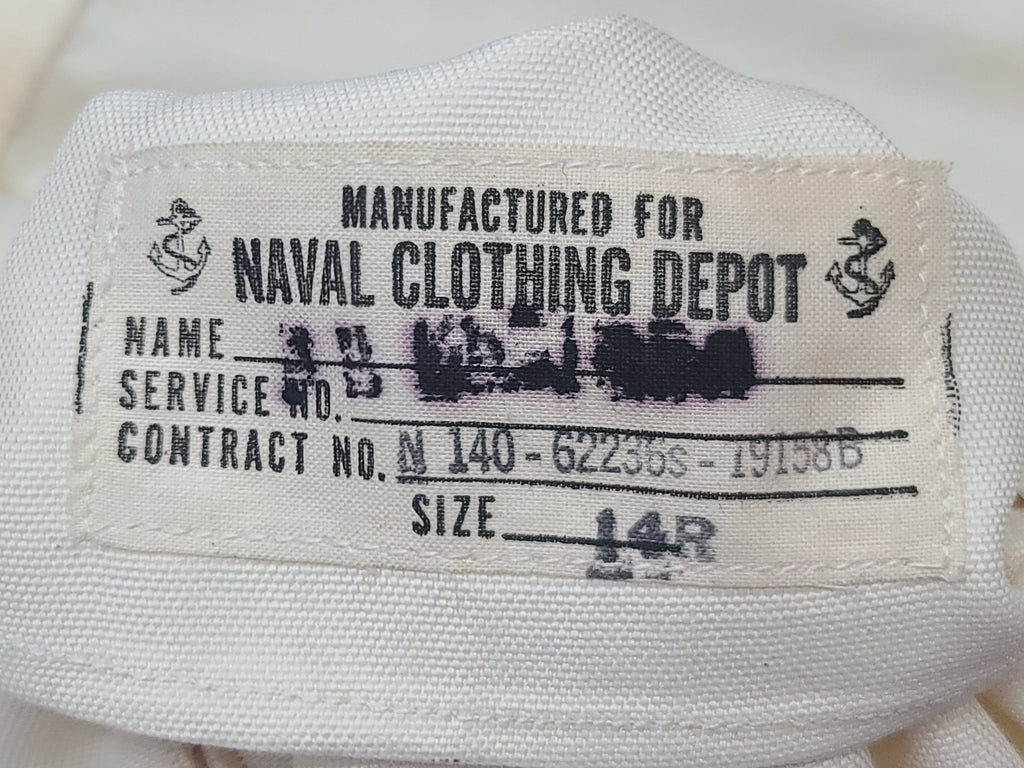 MANUFACTURED FOR
NAVAL CLOTHING DEPOT
NAME
SERVICE NO.
CONTRACT NO. N 140-62236s-19158B
SIZE 14R